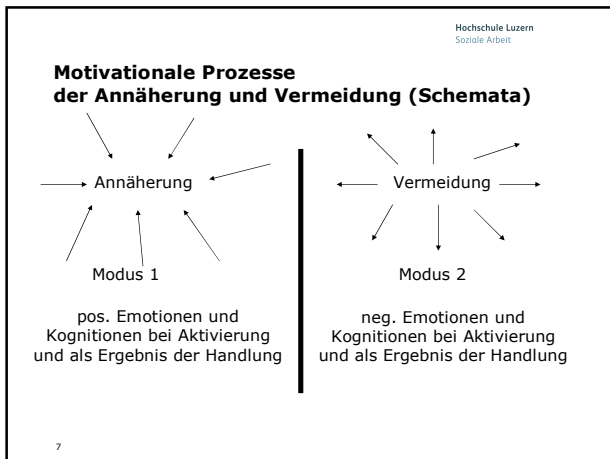 Hochschule Luzern
Soziale Arbeit
Motivationale Prozesse
der Annäherung und Vermeidung (Schemata)
Annäherung
Modus 1
pos. Emotionen und
Kognitionen bei Aktivierung
und als Ergebnis der Handlung
Vermeidung
Modus 2
neg. Emotionen und
Kognitionen bei Aktivierung
und als Ergebnis der Handlung
7